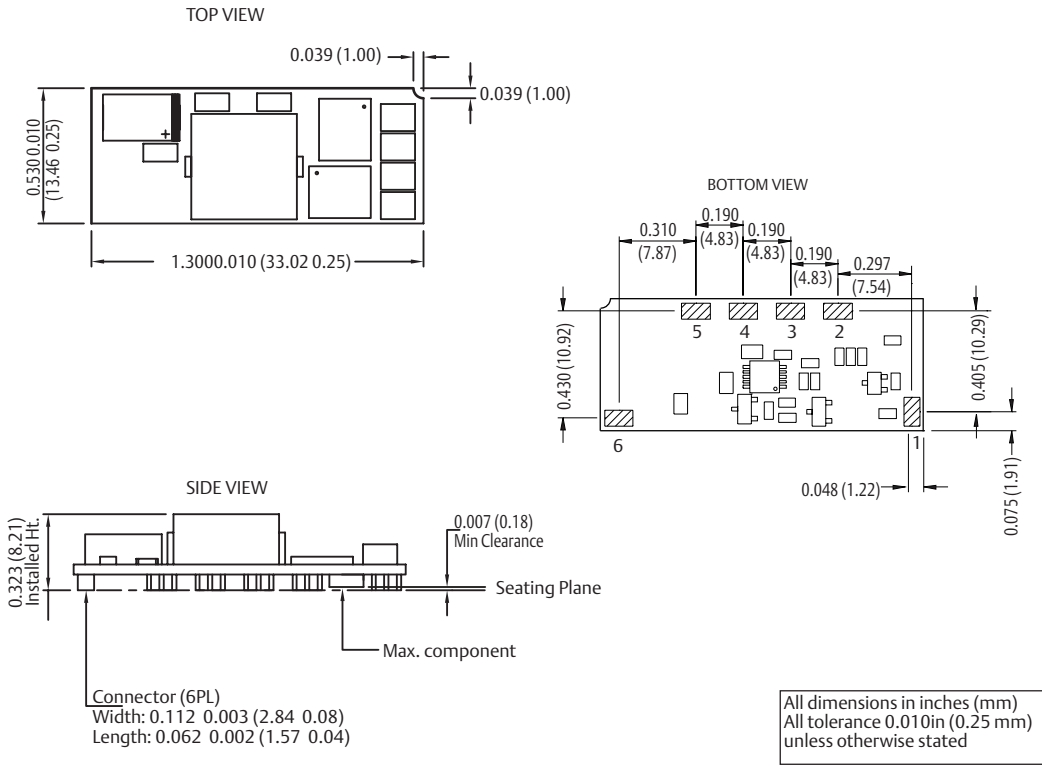 TOP VIEW
0.039 (1.00)
0.039 (1.00)
0.530 0.010
(13.46 0.25)
+
1.3000.010 (33.02 0.25)
BOTTOM VIEW
0.310
(7.87)
0.190
(4.83)
0.190
(4.83)
0.190
(4.83)
0.297
(7.54)
5
4
3
2
0.430 (10.92)
0.405 (10.29)
6
1
0.048 (1.22)
0.075 (1.91)
SIDE VIEW
0.323 (8.21)
Installed Ht.
0.007 (0.18)
Min Clearance
Seating Plane
Max. component
Connector (6PL)
Width: 0.112 0.003 (2.84 0.08)
Length: 0.062 0.002 (1.57 0.04)
All dimensions in inches (mm)
All tolerance 0.010in (0.25 mm)
unless otherwise stated